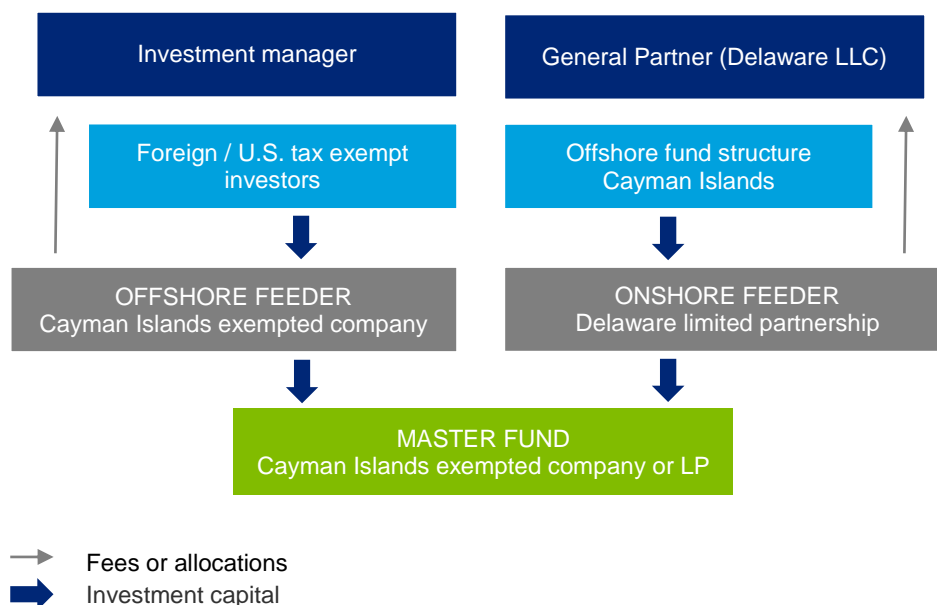 Investment manager
General Partner (Delaware LLC)
Foreign / U.S. tax exempt
investors
Offshore fund structure
Cayman Islands
OFFSHORE FEEDER
Cayman Islands exempted company
ONSHORE FEEDER
Delaware limited partnership
MASTER FUND
Cayman Islands exempted company or LP
Fees or allocations
Investment capital